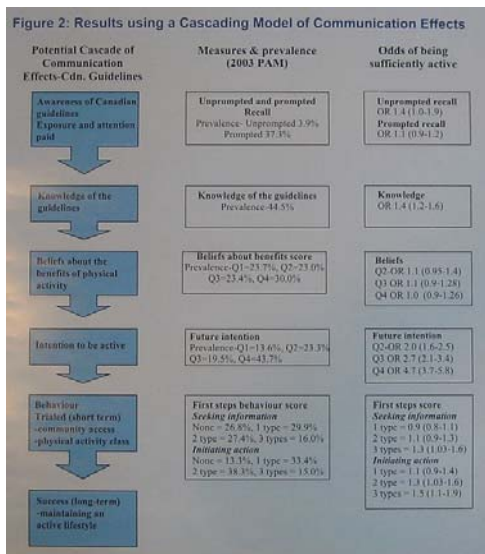 Figure 2: Results using a Cascading Model of Communication Effects
Potential Cascade of
Communication
Effects-Cdn. Guidelines
Measures & prevalence
(2003 PAM)
Odds of being
sufficiently active
Awareness of Canadian
guidelines
Exposure and attention
paid
Unprompted and prompted
Recall
Prevalence- Unprompted 3.9%
Prompted 37.3%
Unprompted recall
OR 1.4 (1.0-1.9)
Prompted recall
OR 1.1 (0.9-1.2)
Knowledge of the
guidelines
Knowledge of the guidelines
Prevalence-44.5%
Knowledge
OR 1.4 (1.2-1.6)
Beliefs about the
benefits of physical
activity
Beliefs about benefits score
Prevalence-Q1=23.7%, Q2=23.0%
Q3=23.4%, Q4=30.0%
Beliefs
Q2-OR 1.1 (0.95-1.4)
Q3 OR 1.1 (0.9-1.28)
Q4 OR 1.0 (0.9-1.26)
Intention to be active
Future intention
Prevalence-Q1=13.6%, Q2=23.3%
Q3=19.5%, Q4=43.7%
Future intention
Q2-OR 2.0 (1.6-2.5)
Q3 OR 2.7 (2.1-3.4)
Q4 OR 4.7 (3.7-5.8)
Behaviour
Trialed (short term)
-community access
-physical activity class
First steps behaviour score
Seeking information
None = 26.8%, 1 type = 29.9%
2 type = 27.4%, 3 types = 16.0%
Initiating action
None = 13.3%, 1 type = 33.4%
2 type = 38.3%, 3 types = 15.0%
First steps score
Seeking information
1 type = 0.9 (0.8-1.1)
2 type = 1.1 (0.9-1.3)
3 types = 1.3 (1.03-1.6)
Initiating action
1 type = 1.1 (0.9-1.4)
2 type = 1.3 (1.03-1.6)
3 types = 1.5 (1.1-1.9)
Success (long-term)
-maintaining an
active lifestyle